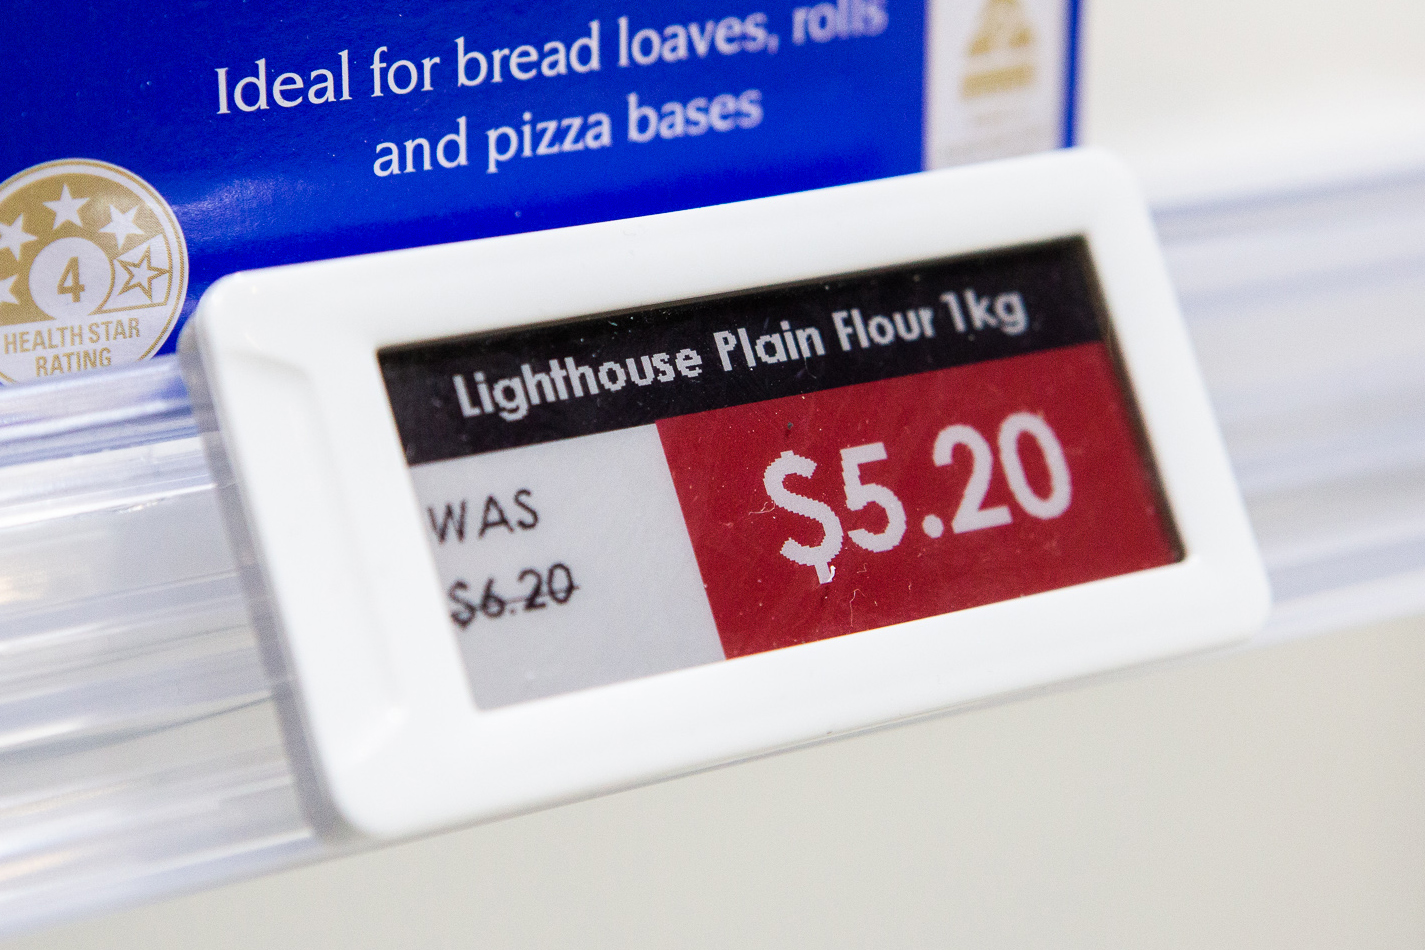 Ideal for bread loaves, rolls
and pizza bases
4
HEALTH STAR
RATING
Lighthouse Plain Flour 1kg
WAS
$6.20
$5.20